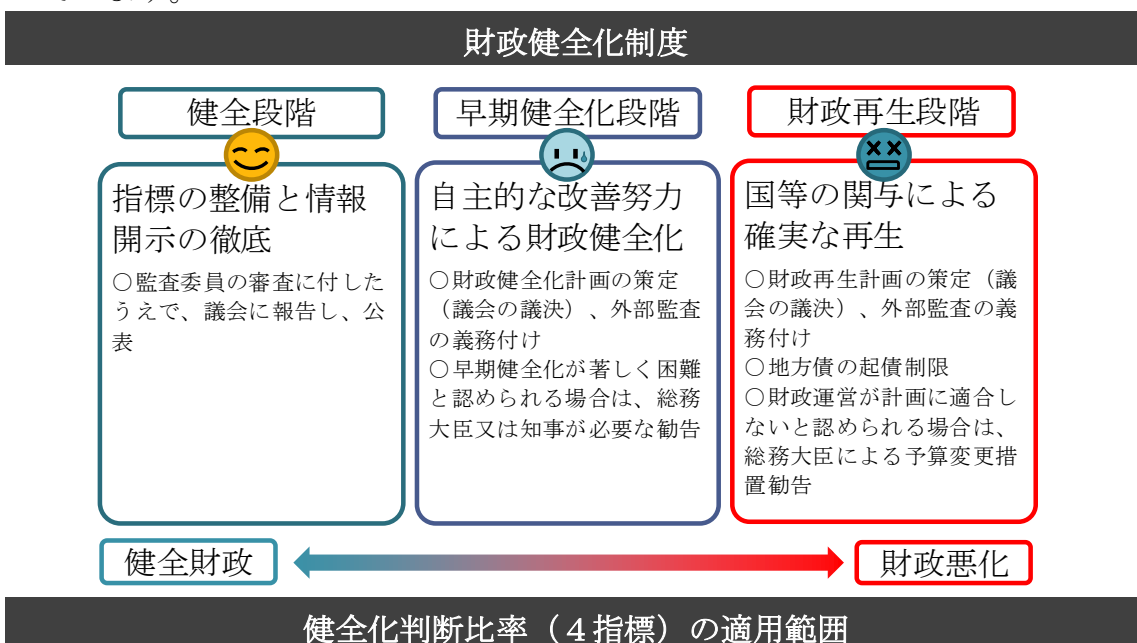 財政健全化制度
健全段階
指標の整備と情報
開示の徹底
○監査委員の審査に付した
うえで、議会に報告し、公
表
早期健全化段階
自主的な改善努力
による財政健全化
○財政健全化計画の策定
（議会の議決）、外部監査
の義務付け
○早期健全化が著しく困難
と認められる場合は、総務
大臣又は知事が必要な勧告
財政再生段階
国等の関与による
確実な再生
○財政再生計画の策定（議
会の議決）、外部監査の義
務付け
○地方債の起債制限
○財政運営が計画に適合し
ないと認められる場合は、
総務大臣による予算変更措
置勧告
健全財政
財政悪化
健全化判断比率（４指標）の適用範囲